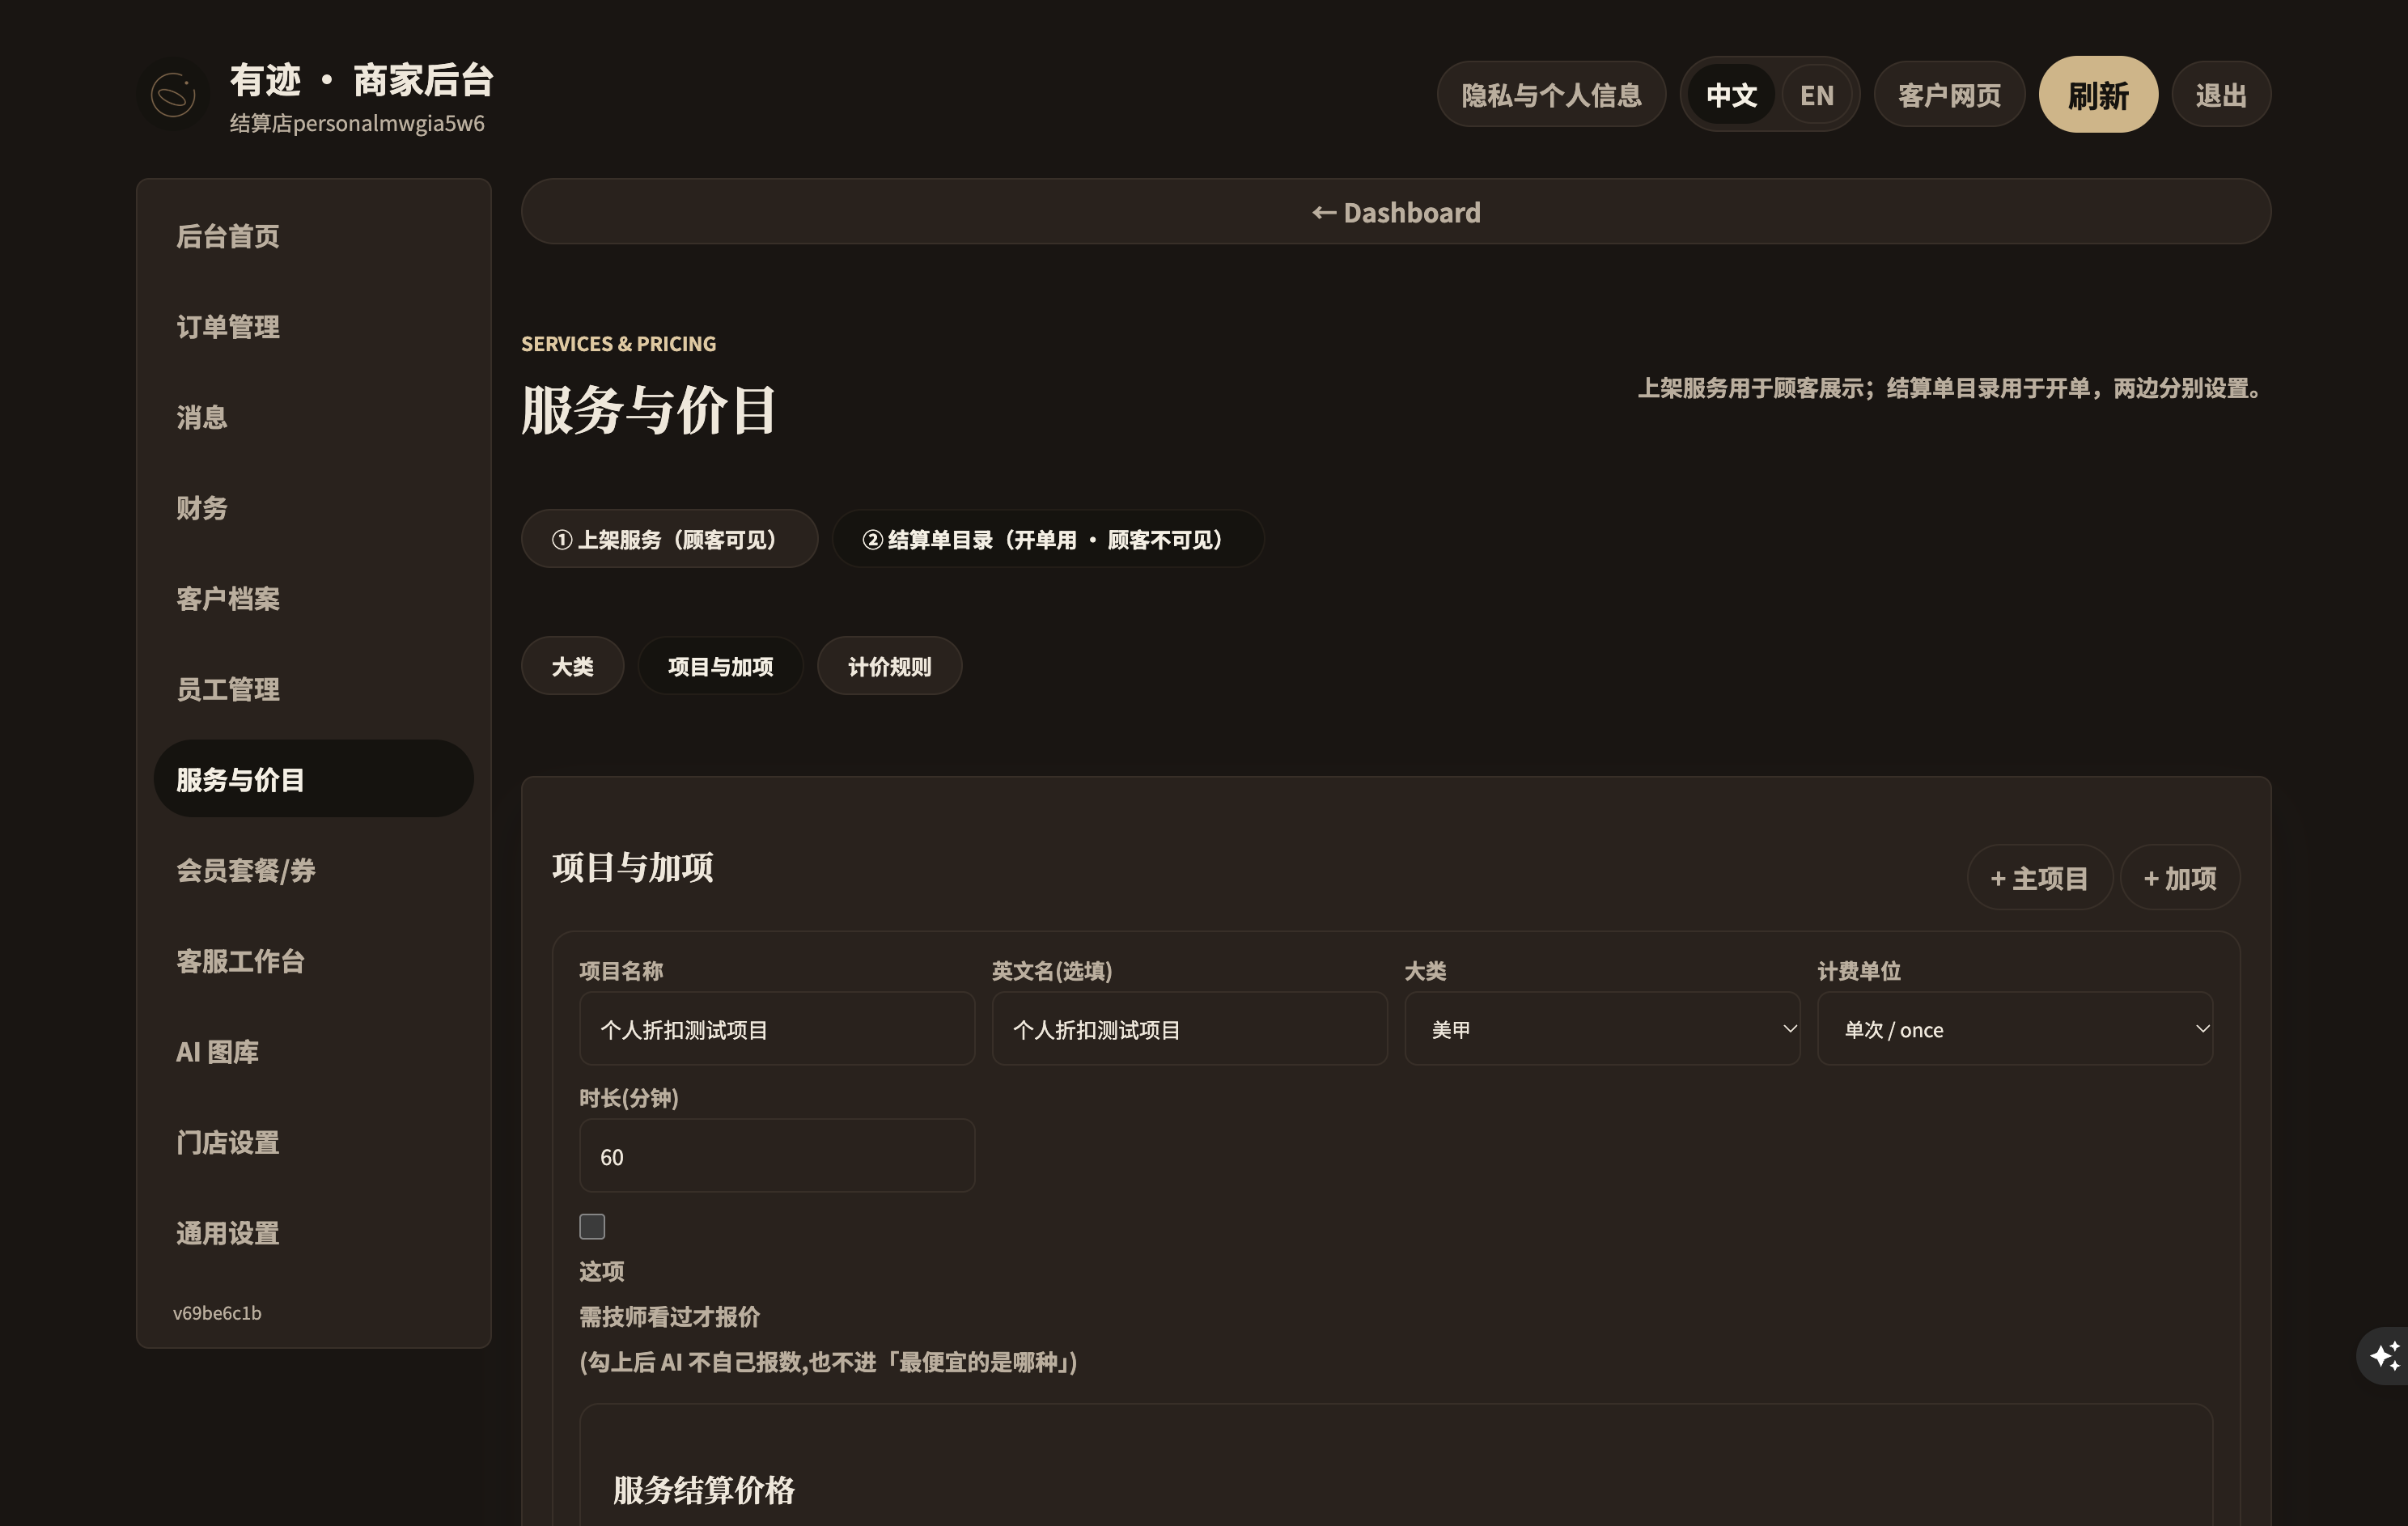 有迹 · 商家后台
结算店personalmwgia5w6
隐私与个人信息
中文
EN
客户网页
刷新
退出
后台首页
订单管理
消息
财务
客户档案
员工管理
服务与价目
会员套餐/券
客服工作台
AI 图库
门店设置
通用设置
v69be6c1b
← Dashboard
SERVICES & PRICING
服务与价目
上架服务用于顾客展示；结算单目录用于开单，两边分别设置。
① 上架服务（顾客可见）
② 结算单目录（开单用 · 顾客不可见）
大类
项目与加项
计价规则
项目与加项
+ 主项目
+ 加项
项目名称
英文名(选填)
大类
计费单位
个人折扣测试项目
个人折扣测试项目
美甲
单次 / once
时长(分钟)
60
这项
需技师看过才报价
(勾上后 AI 不自己报数,也不进「最便宜的是哪种」)
服务结算价格